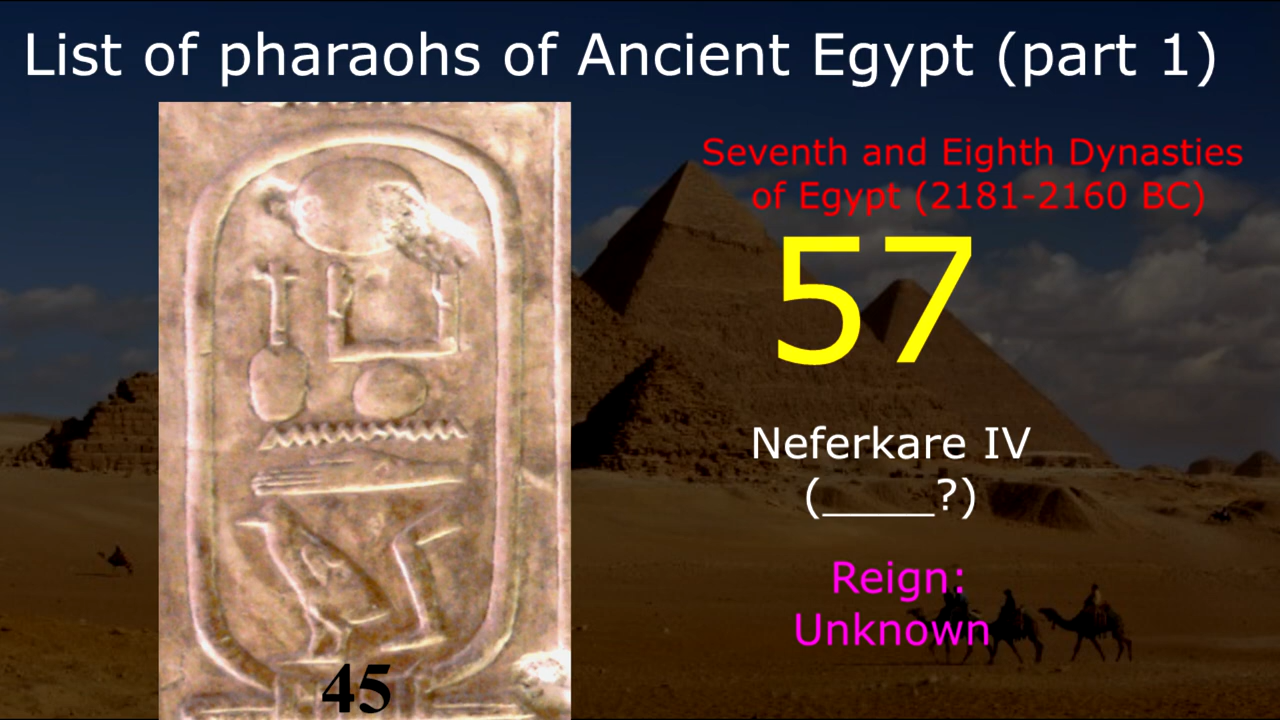 List of pharaohs of Ancient Egypt (part 1)
Seventh and Eighth Dynasties
of Egypt (2181-2160 BC)
57
Neferkare IV
(_____?)
Reign:
Unknown
45